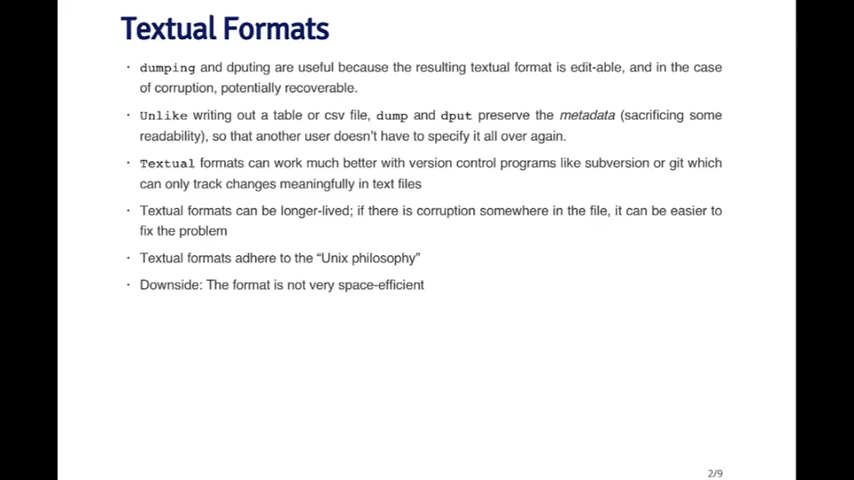 Textual Formats
· dumping and dputing are useful because the resulting textual format is edit-able, and in the case
of corruption, potentially recoverable.
· Unlike writing out a table or csv file, dump and dput preserve the metadata (sacrificing some
readability), so that another user doesn't have to specify it all over again.
· Textual formats can work much better with version control programs like subversion or git which
can only track changes meaningfully in text files
· Textual formats can be longer-lived; if there is corruption somewhere in the file, it can be easier to
fix the problem
· Textual formats adhere to the “Unix philosophy”
· Downside: The format is not very space-efficient
2/9